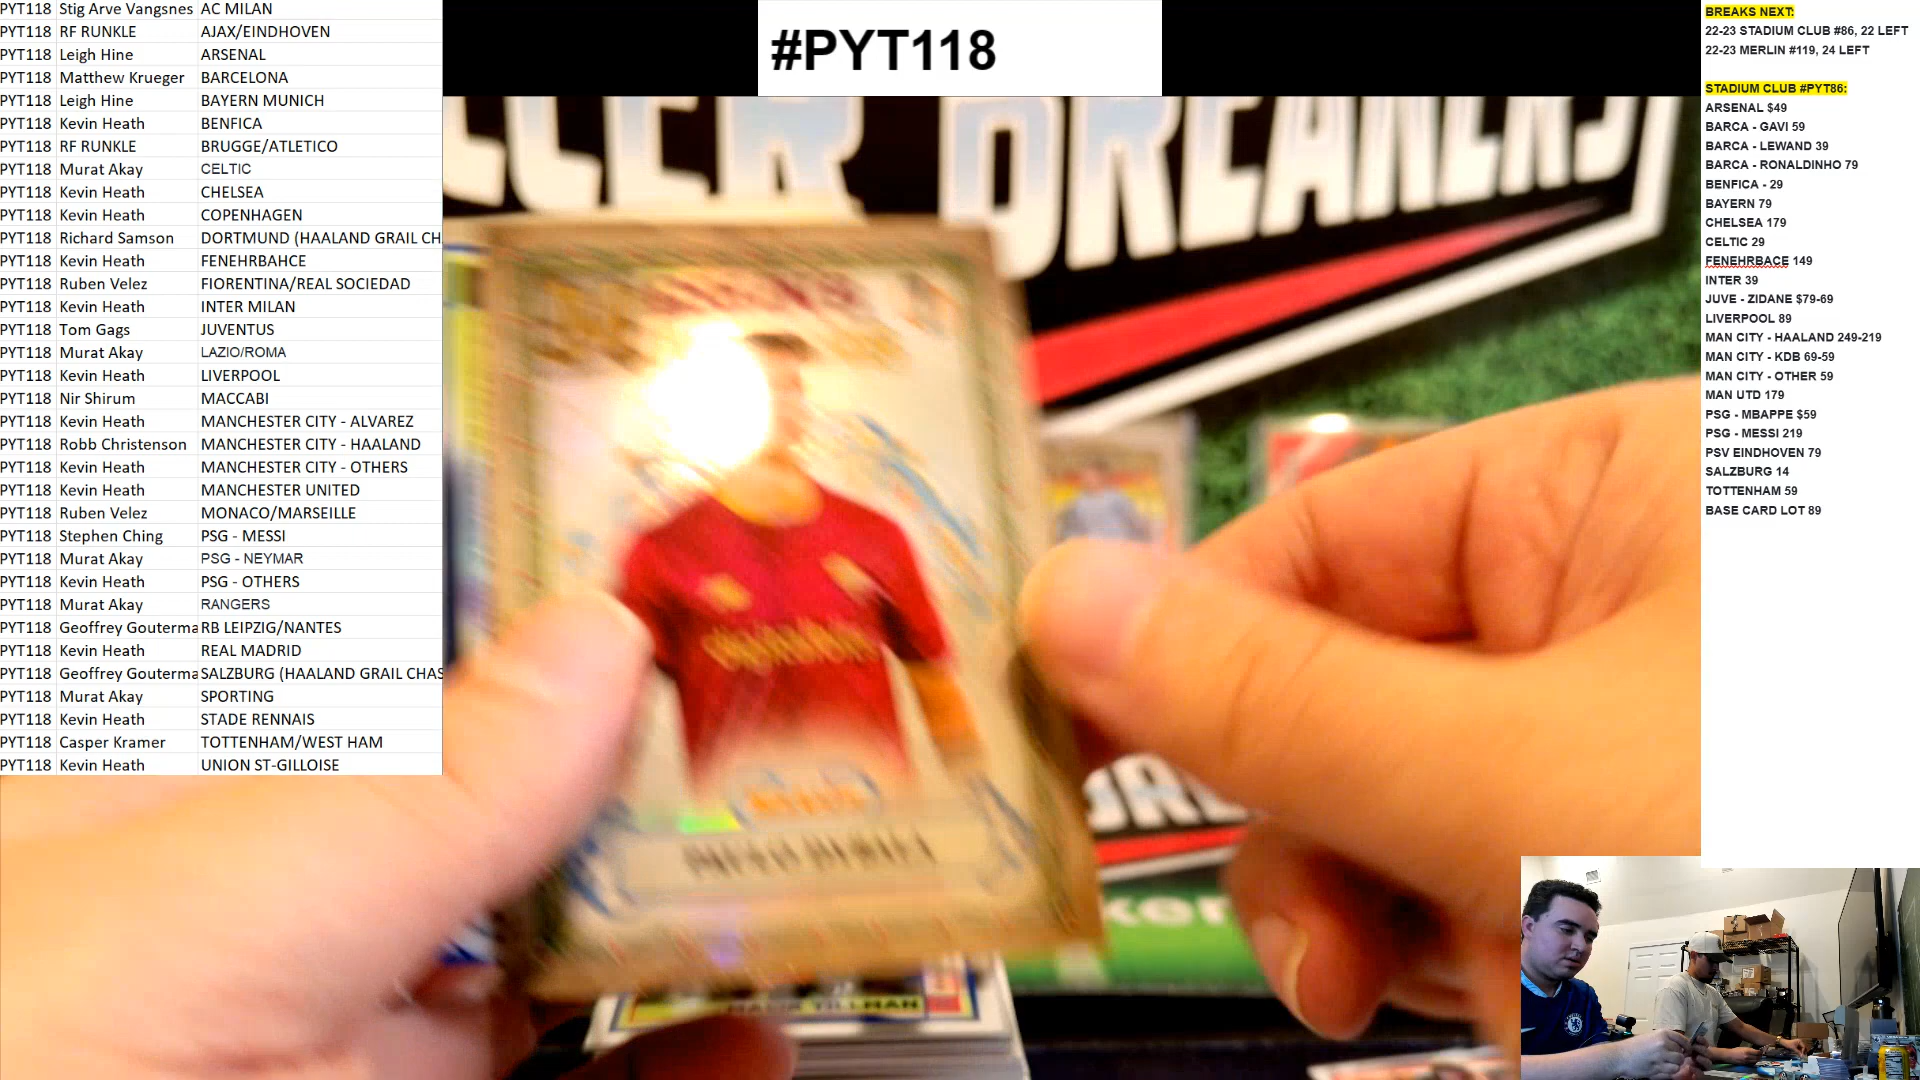 PYT118 Stig Arve Vangsnes AC MILAN
PYT118 RF RUNKLE AJAX/EINDHOVEN
PYT118 Leigh Hine ARSENAL
PYT118 Matthew Krueger BARCELONA
PYT118 Leigh Hine BAYERN MUNICH
PYT118 Kevin Heath BENFICA
PYT118 RF RUNKLE BRUGGE/ATLETICO
PYT118 Murat Akay CELTIC
PYT118 Kevin Heath CHELSEA
PYT118 Kevin Heath COPENHAGEN
PYT118 Richard Samson DORTMUND (HAALAND GRAIL CH
PYT118 Kevin Heath FENEHRBAHCE
PYT118 Ruben Velez FIORENTINA/REAL SOCIEDAD
PYT118 Kevin Heath INTER MILAN
PYT118 Tom Gags JUVENTUS
PYT118 Murat Akay LAZIO/ROMA
PYT118 Kevin Heath LIVERPOOL
PYT118 Nir Shirum MACCABI
PYT118 Kevin Heath MANCHESTER CITY - ALVAREZ
PYT118 Robb Christenson MANCHESTER CITY - HAALAND
PYT118 Kevin Heath MANCHESTER CITY - OTHERS
PYT118 Kevin Heath MANCHESTER UNITED
PYT118 Ruben Velez MONACO/MARSEILLE
PYT118 Stephen Ching PSG - MESSI
PYT118 Murat Akay PSG - NEYMAR
PYT118 Kevin Heath PSG - OTHERS
PYT118 Murat Akay RANGERS
PYT118 Geoffrey Gouterma RB LEIPZIG/NANTES
PYT118 Kevin Heath REAL MADRID
PYT118 Geoffrey Gouterma SALZBURG (HAALAND GRAIL CHAS
PYT118 Murat Akay SPORTING
PYT118 Kevin Heath STADE RENNAIS
PYT118 Casper Kramer TOTTENHAM/WEST HAM
PYT118 Kevin Heath UNION ST-GILLOISE
#PYT118
BREAKERS
TILLMAN
BREAKS NEXT:
22-23 STADIUM CLUB #86, 22 LEFT
22-23 MERLIN #119, 24 LEFT
STADIUM CLUB #PYT86:
ARSENAL $49
BARCA - GAVI 59
BARCA - LEWAND 39
BARCA - RONALDINHO 79
BENFICA - 29
BAYERN 79
CHELSEA 179
CELTIC 29
FENEHRBACE 149
INTER 39
JUVE - ZIDANE $79-69
LIVERPOOL 89
MAN CITY - HAALAND 249-219
MAN CITY - KDB 69-59
MAN CITY - OTHER 59
MAN UTD 179
PSG - MBAPPE $59
PSG - MESSI 219
PSV EINDHOVEN 79
SALZBURG 14
TOTTENHAM 59
BASE CARD LOT 89